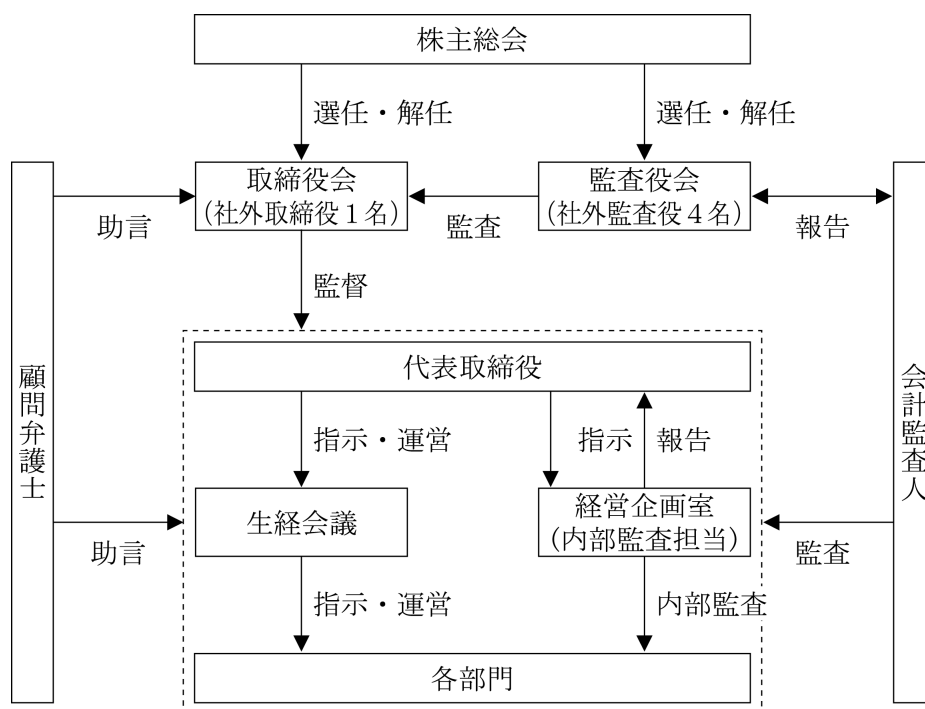 株主総会
選任・解任
選任・解任
取締役会
（社外取締役１名）
監査役会
（社外監査役４名）
助言
監査
報告
監督
顧問弁護士
会計監査人
代表取締役
指示・運営
指示
報告
生経会議
経営企画室
（内部監査担当）
助言
監査
指示・運営
内部監査
各部門